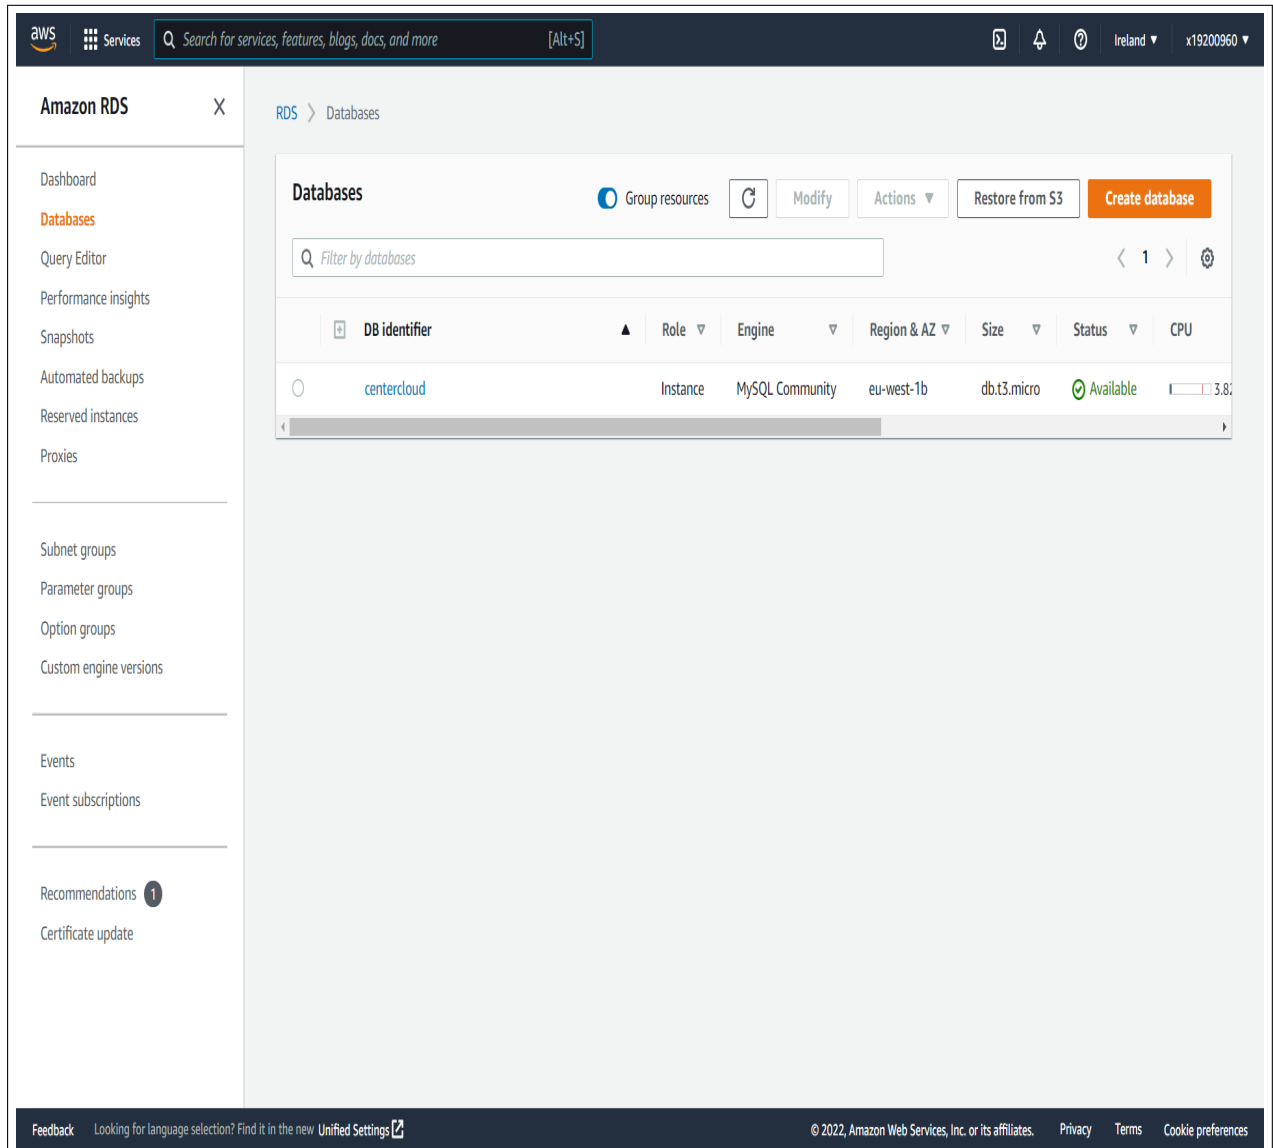 aws Services Search for services, features, blogs, docs, and more [Alt+S] Ireland x19200960
Amazon RDS X
RDS Databases
Dashboard
Databases
Query Editor
Performance insights
Snapshots
Automated backups
Reserved instances
Proxies
Subnet groups
Parameter groups
Option groups
Custom engine versions
Events
Event subscriptions
Recommendations 1
Certificate update
Databases Group resources Modify Actions Restore from S3 Create database
Filter by databases 1
DB identifier Role Engine Region & AZ Size Status CPU
centercloud Instance MySQL Community eu-west-1b db.t3.micro Available 3.82
Feedback Looking for language selection? Find it in the new Unified Settings © 2022, Amazon Web Services, Inc. or its affiliates. Privacy Terms Cookie preferences